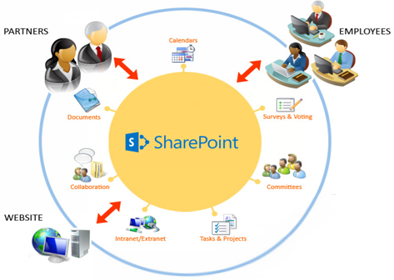 PARTNERS
EMPLOYEES
Calendars
Documents
Surveys & Voting
S
SharePoint
Collaboration
Committees
WEBSITE
Intranet/Extranet
Tasks & Projects